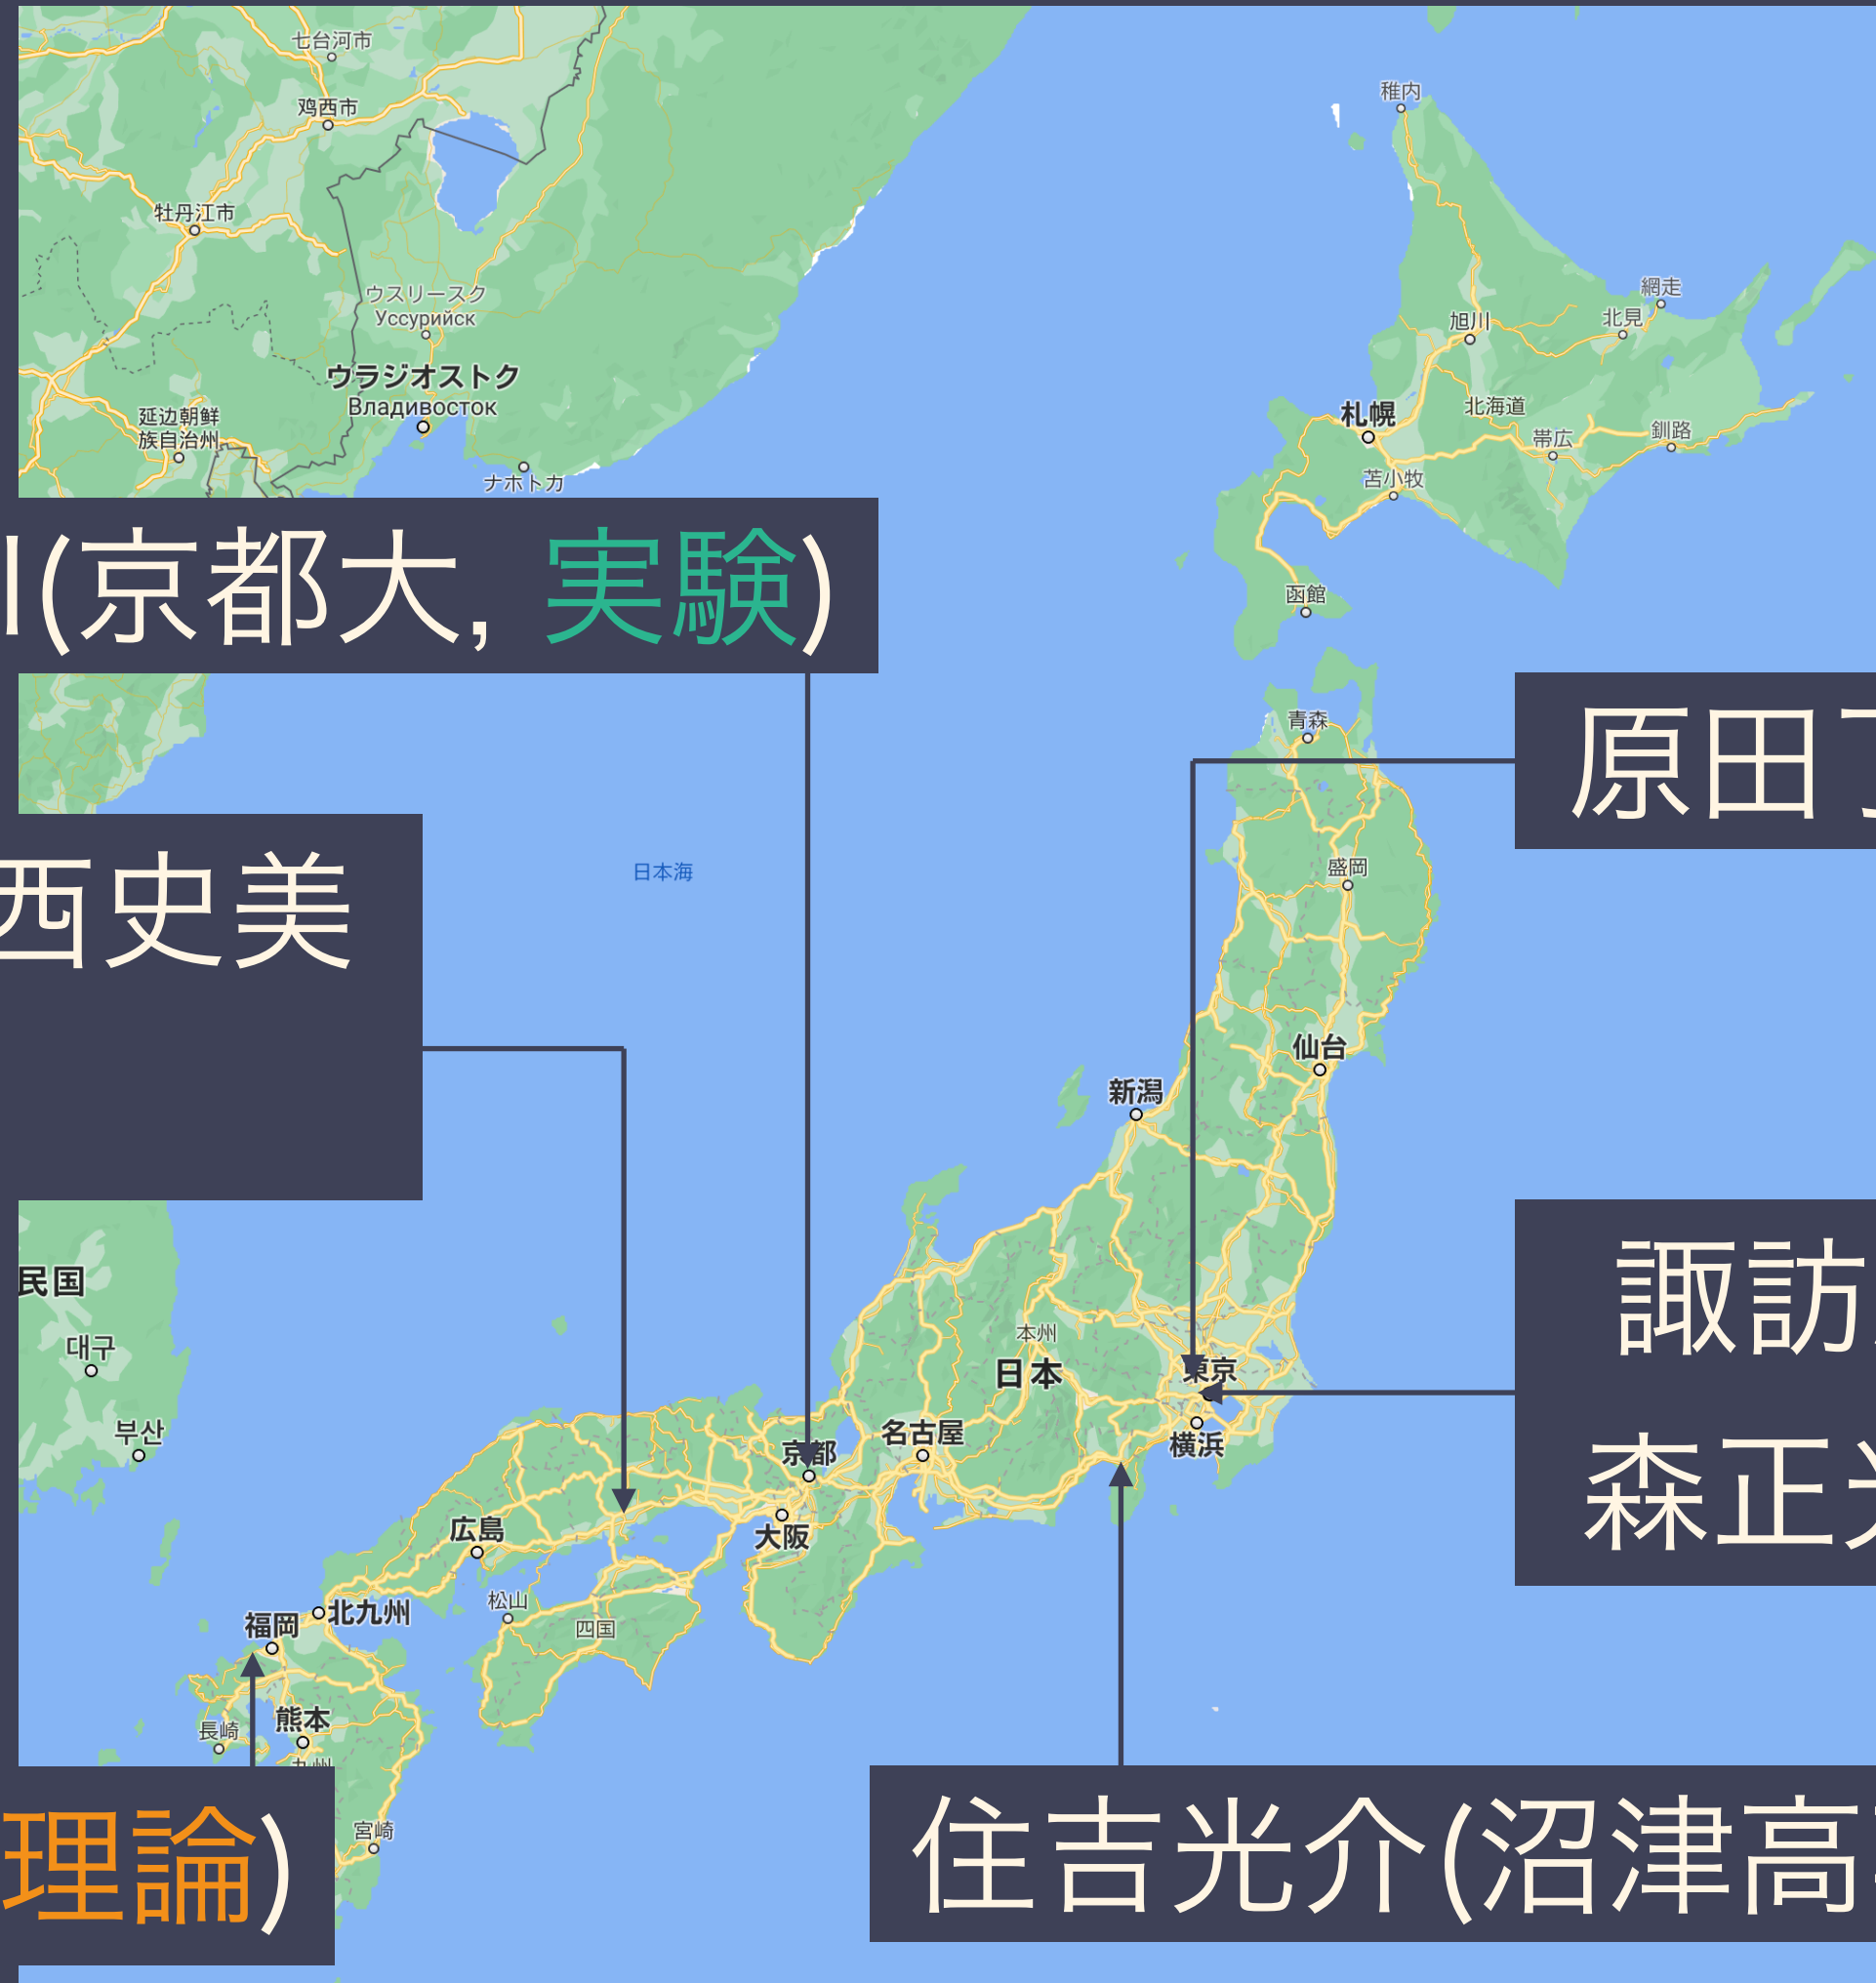 七台河市
鸡西市
稚内
牡丹江市
ウスリースク
Уссурийск
網走
北見
旭川
ウラジオストク
Владивосток
延边朝鲜
族自治州
北海道
札幌
帯広
釧路
苫小牧
ナホトカ
川(京都大, 実験)
函館
青森
原田了
盛岡
日本海
西史美
仙台
新潟
民国
諏訪
本州
대구
日本
東京
부산
名古屋
横浜
京都
森正光
広島
大阪
松山
北九州
福岡
四国
熊本
長崎
九州
宮崎
理論)
住吉光介(沼津高